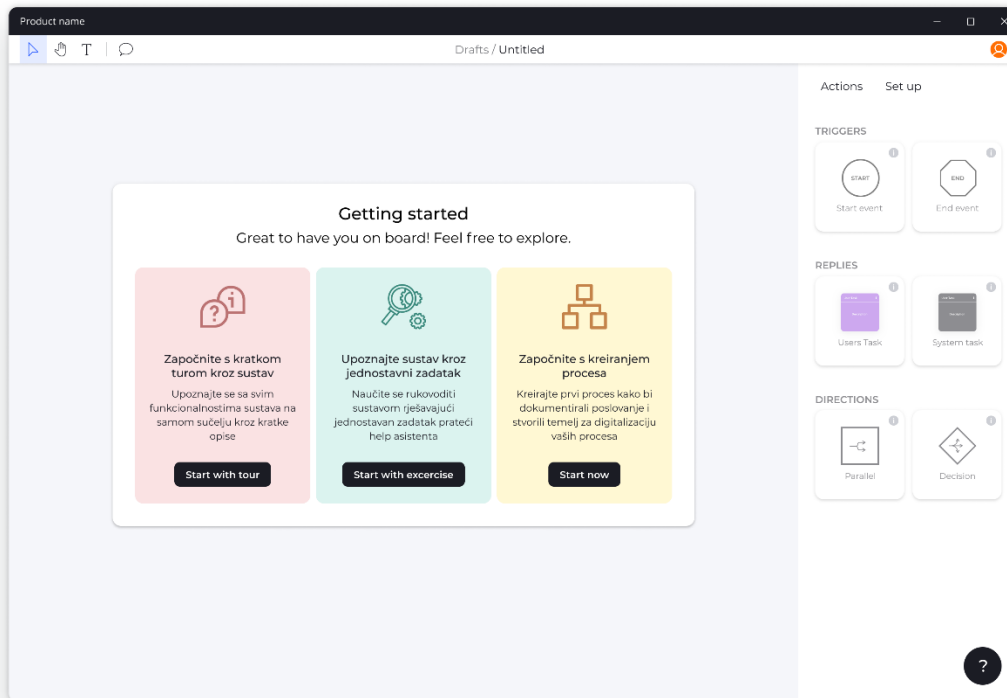 Product name
Drafts / Untitled
Actions Set up
Getting started
Great to have you on board! Feel free to explore.
Započnite s kratkom
turom kroz sustav
Upoznajte se sa svim
funkcionalnostima sustava na
samom sučelju kroz kratke
opise
Start with tour
Upoznajte sustav kroz
jednostavni zadatak
Naučite se rukovoditi
sustavom rješavajući
jednostavan zadatak prateći
help asistenta
Start with excercise
Započnite s kreiranjem
procesa
Kreirajte prvi proces kako bi
dokumentirali poslovanje i
stvorili temelj za digitalizaciju
vaših procesa
Start now
TRIGGERS
START
Start event
END
End event
REPLIES
Users Task
System task
DIRECTIONS
Parallel
Decision
?